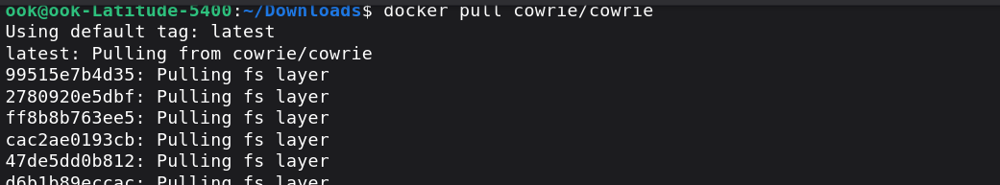 ook@ook-Latitude-5400:~/Downloads$ docker pull cowrie/cowrie
Using default tag: latest
latest: Pulling from cowrie/cowrie
99515e7b4d35: Pulling fs layer
2780920e5dbf: Pulling fs layer
ff8b8b763ee5: Pulling fs layer
cac2ae0193cb: Pulling fs layer
47de5dd0b812: Pulling fs layer
d6b1b89eccac: Pulling fs layer